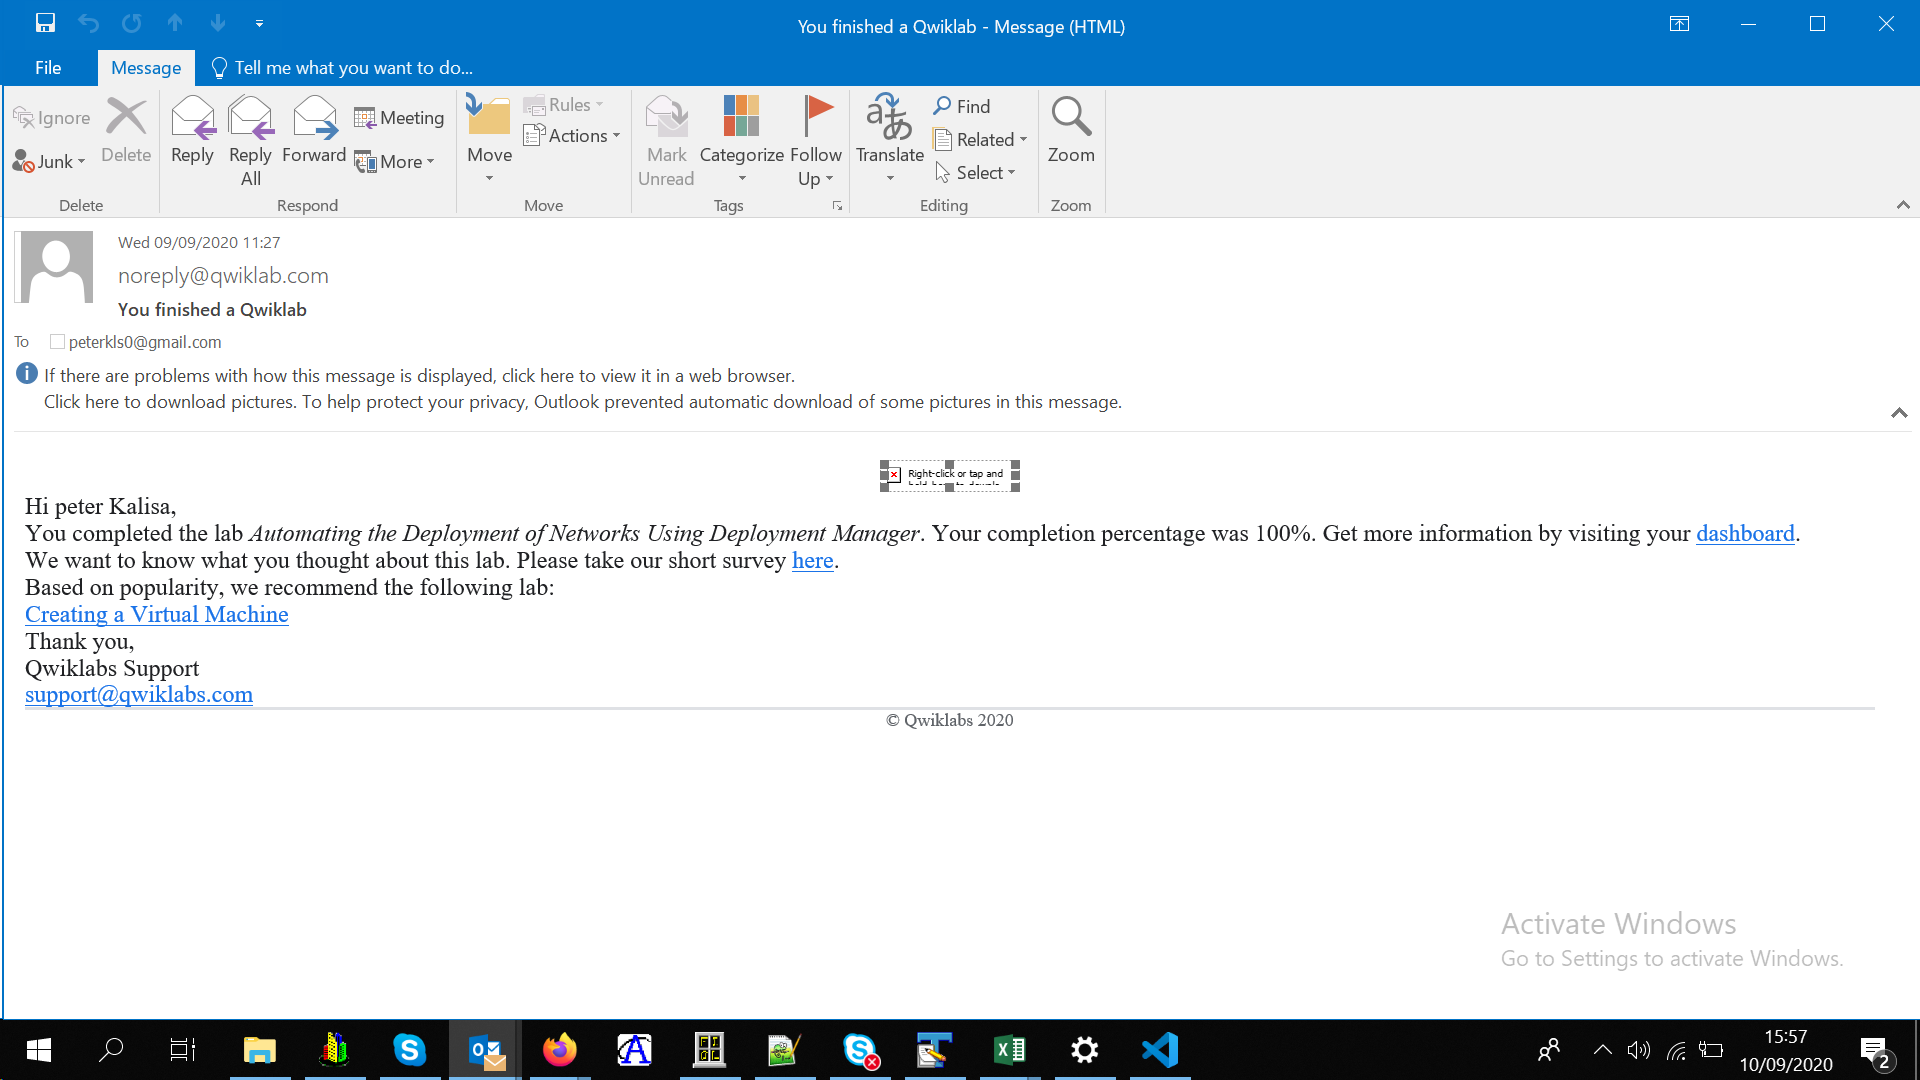 You finished a Qwiklab - Message (HTML)
File Message Tell me what you want to do...
Ignore
Junk
Delete
Reply
Reply All
Forward
Meeting
More
Move
Rules
Actions
Mark Unread
Categorize
Follow Up
Translate
Find
Related
Select
Zoom
Delete Respond Move Tags Editing Zoom
Wed 09/09/2020 11:27
noreply@qwiklab.com
You finished a Qwiklab
To peterkls0@gmail.com
If there are problems with how this message is displayed, click here to view it in a web browser.
Click here to download pictures. To help protect your privacy, Outlook prevented automatic download of some pictures in this message.
Right-click or tap and
Hi peter Kalisa,
You completed the lab Automating the Deployment of Networks Using Deployment Manager. Your completion percentage was 100%. Get more information by visiting your dashboard.
We want to know what you thought about this lab. Please take our short survey here.
Based on popularity, we recommend the following lab:
Creating a Virtual Machine
Thank you,
Qwiklabs Support
support@qwiklabs.com
© Qwiklabs 2020
Activate Windows
Go to Settings to activate Windows.
15:57
10/09/2020
2